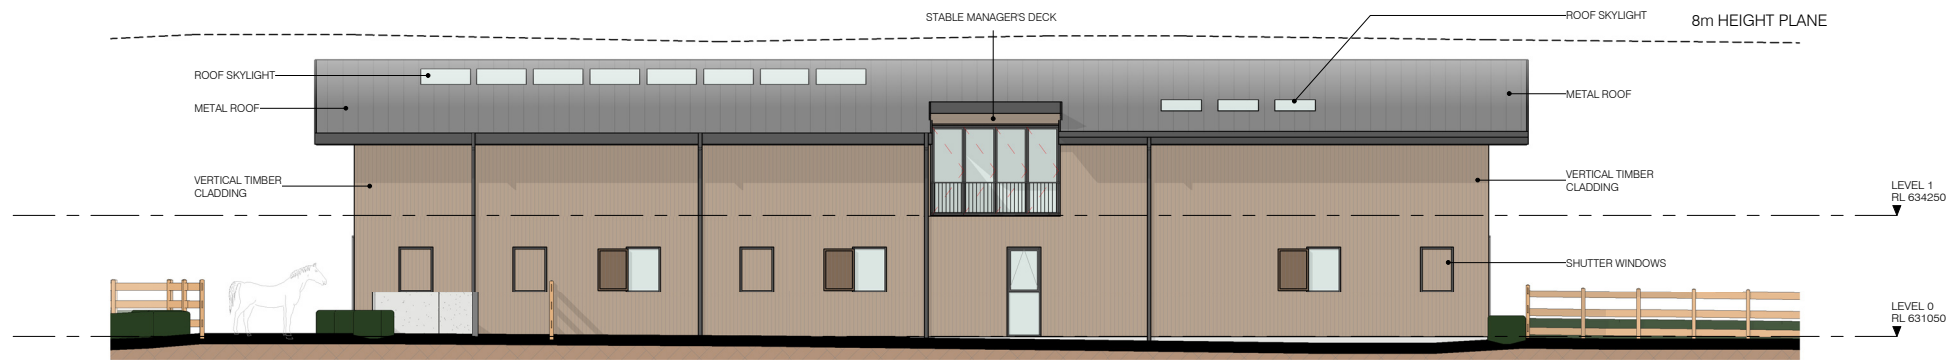 STABLE MANAGER'S DECK
ROOF SKYLIGHT
8m HEIGHT PLANE
ROOF SKYLIGHT
METAL ROOF
METAL ROOF
VERTICAL TIMBER
CLADDING
VERTICAL TIMBER
CLADDING
LEVEL 1
RL 634250
SHUTTER WINDOWS
LEVEL 0
RL 631050